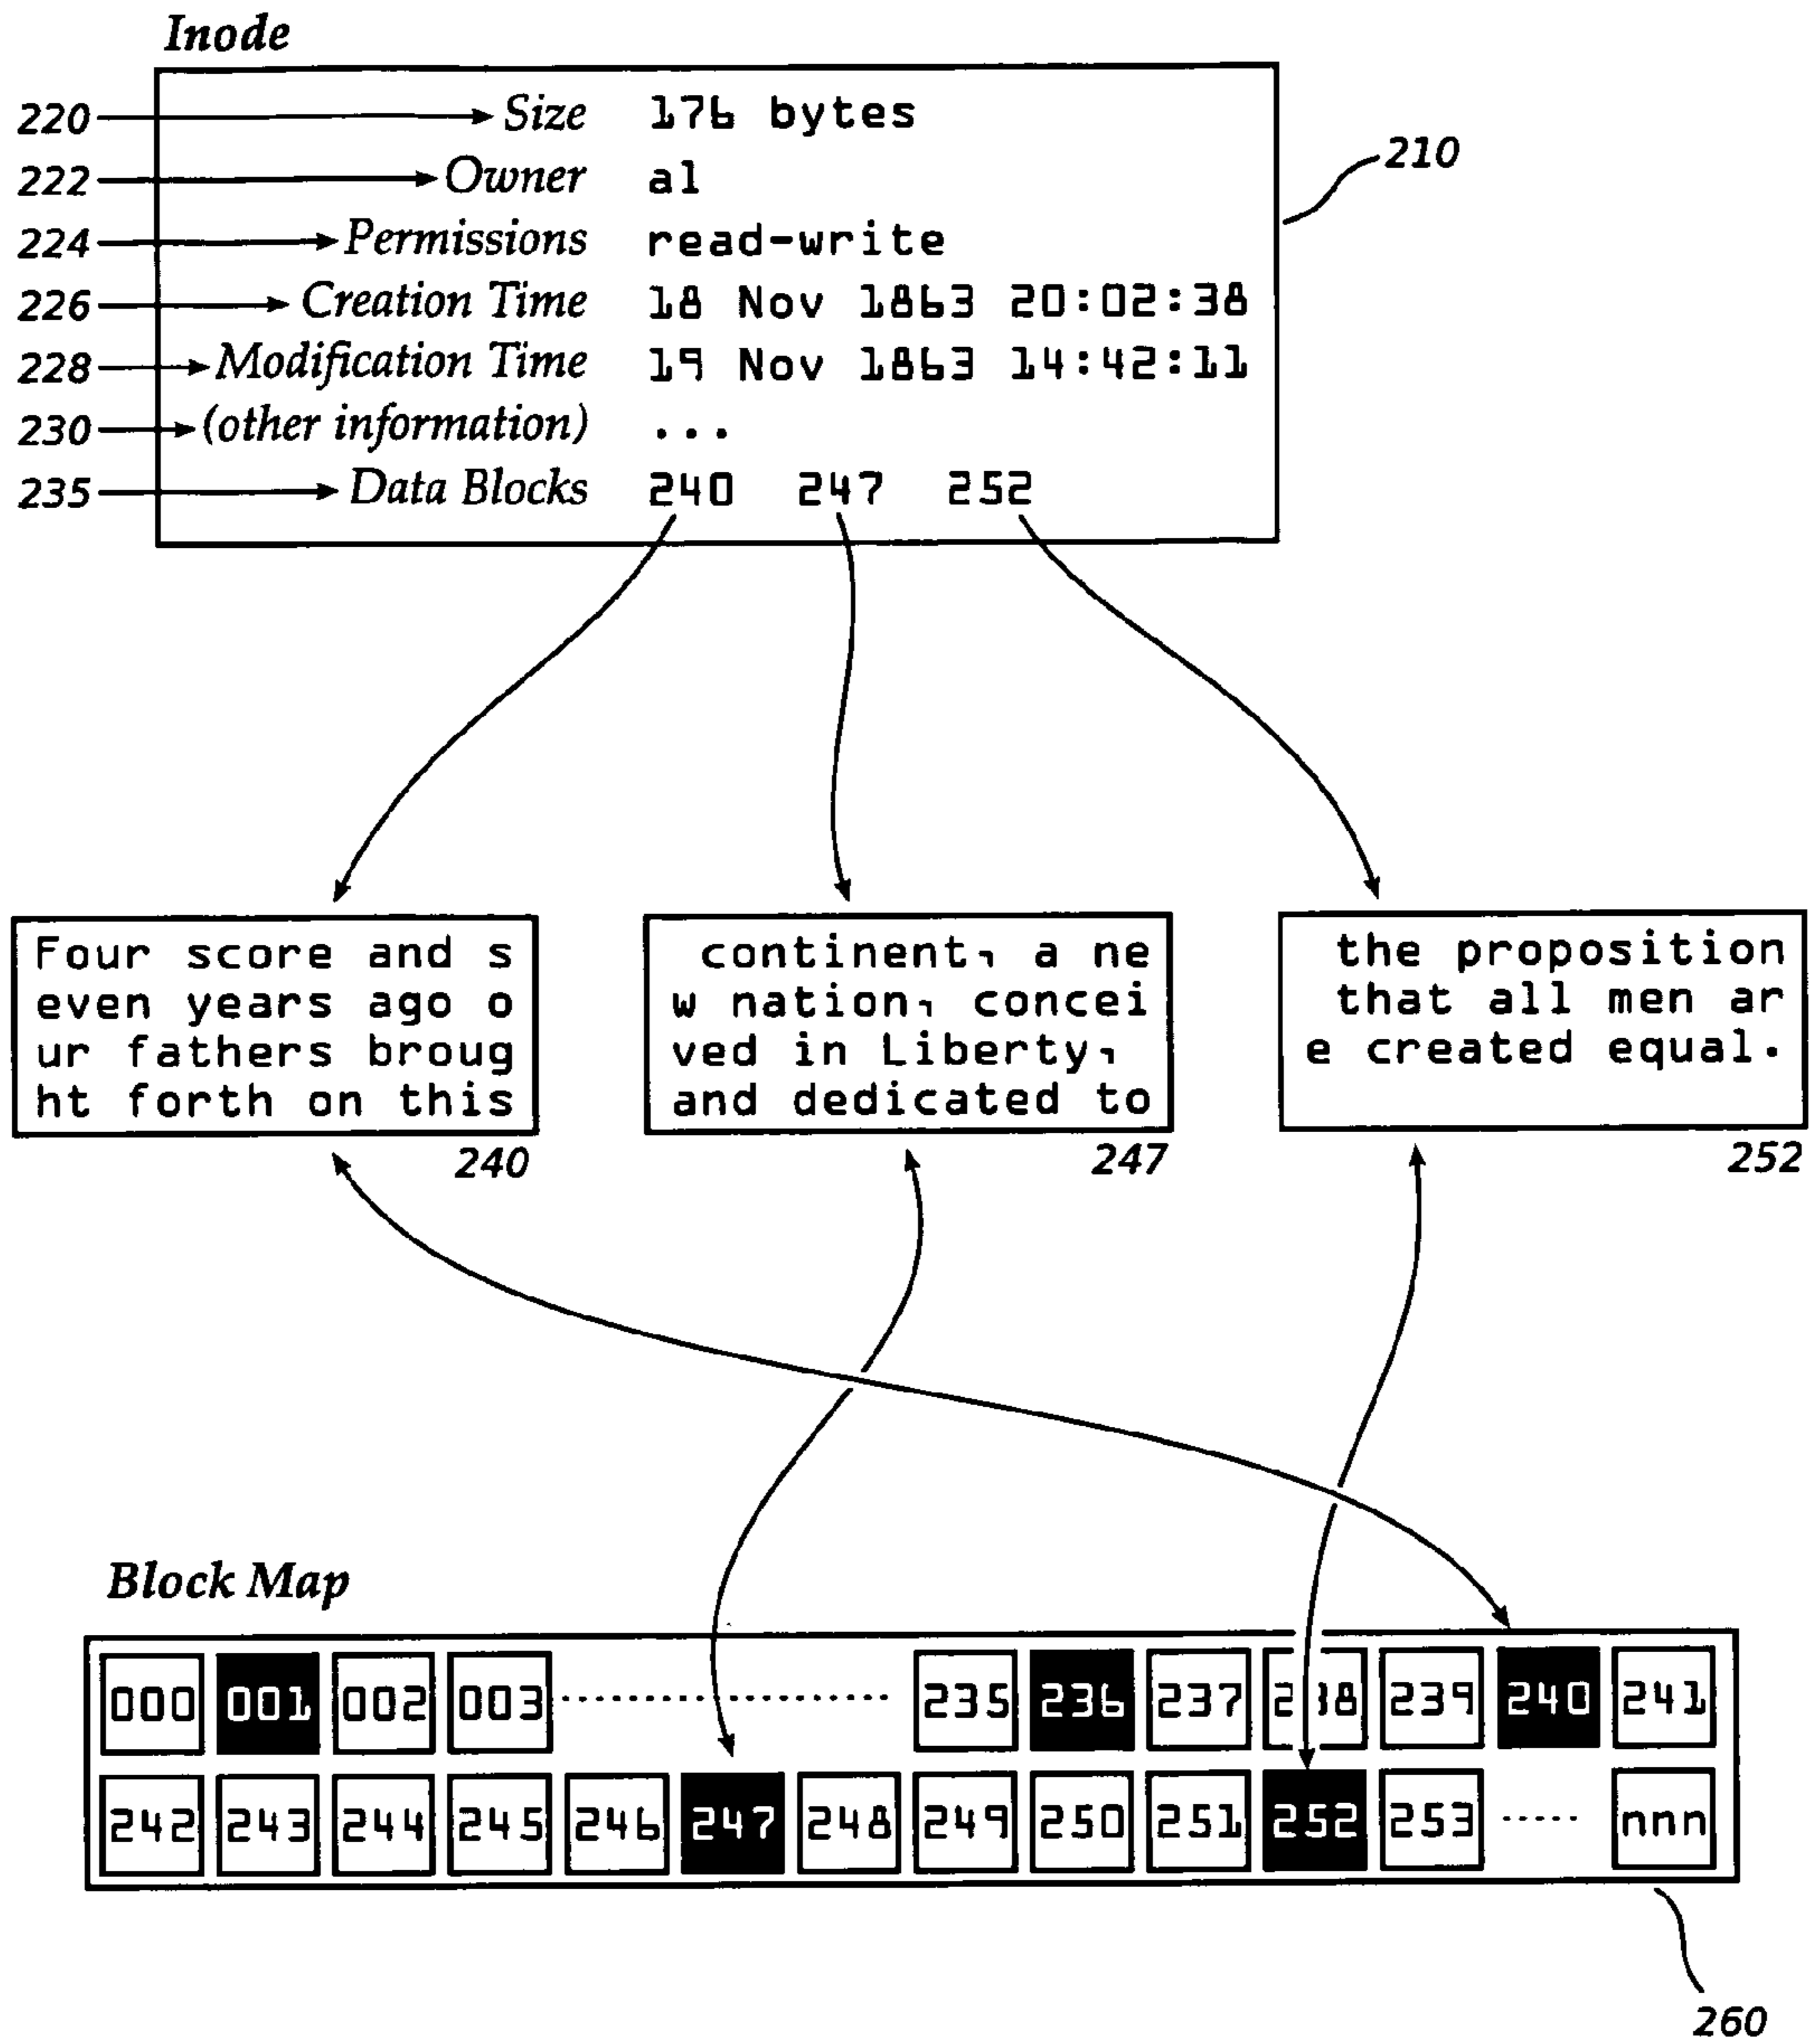 Inode
220 Size 176 bytes
210
222 Owner al
224 Permissions read-write
226 Creation Time 18 Nov 1863 20:02:38
228 Modification Time 19 Nov 1863 14:42:11
230 (other information) ...
235 Data Blocks 240 247 252
Four score and s
even years ago o
ur fathers broug
ht forth on this
240
continent, a ne
w nation, concei
ved in Liberty,
and dedicated to
247
the proposition
that all men ar
e created equal.
252
Block Map
000 001 002 003 ........ 235 236 237 238 239 240 241
242 243 244 245 246 247 248 249 250 251 252 253 ..... nnn
260